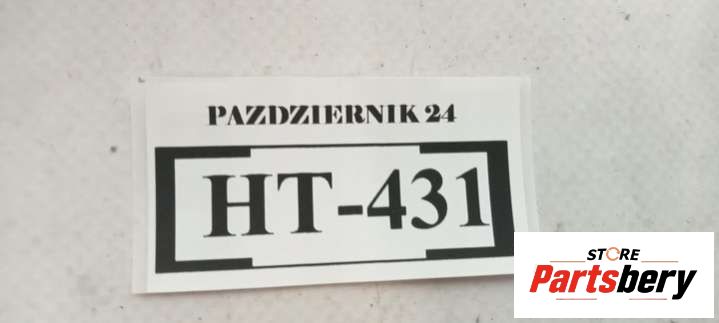 PAZDZIERNIK 24
HT-431
STORE
Partsbery